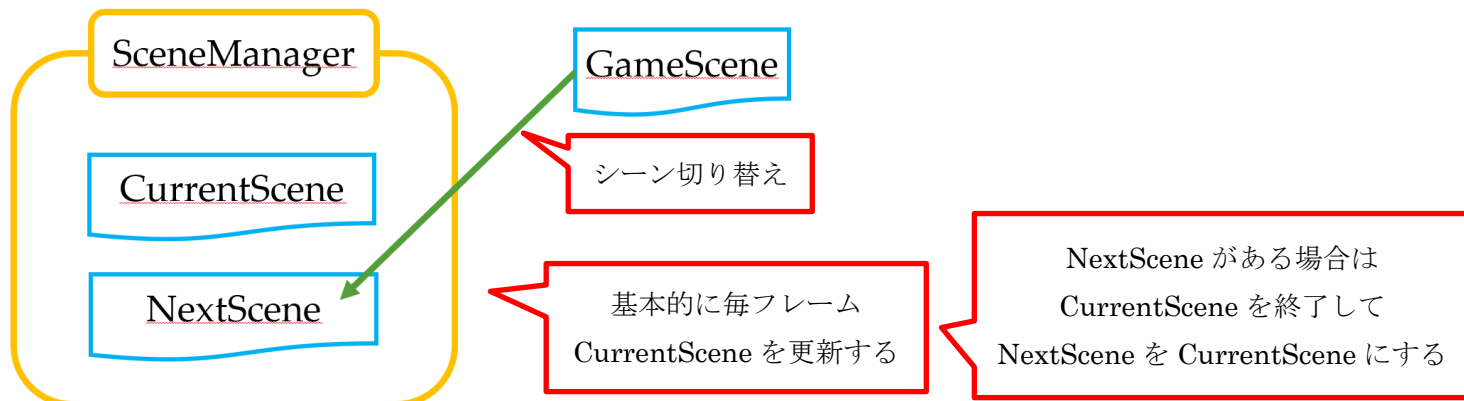 SceneManager
GameScene
シーン切り替え
CurrentScene
NextScene
基本的に毎フレーム
CurrentScene を更新する
NextScene がある場合は
CurrentScene を終了して
NextScene を CurrentScene にする